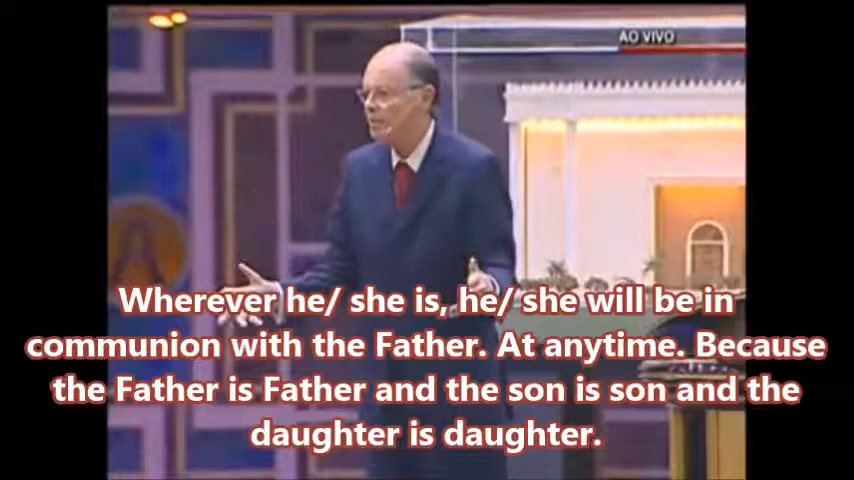 AO VIVO
Wherever he/ she is, he/ she will be in
communion with the Father. At anytime. Because
the Father is Father and the son is son and the
daughter is daughter.